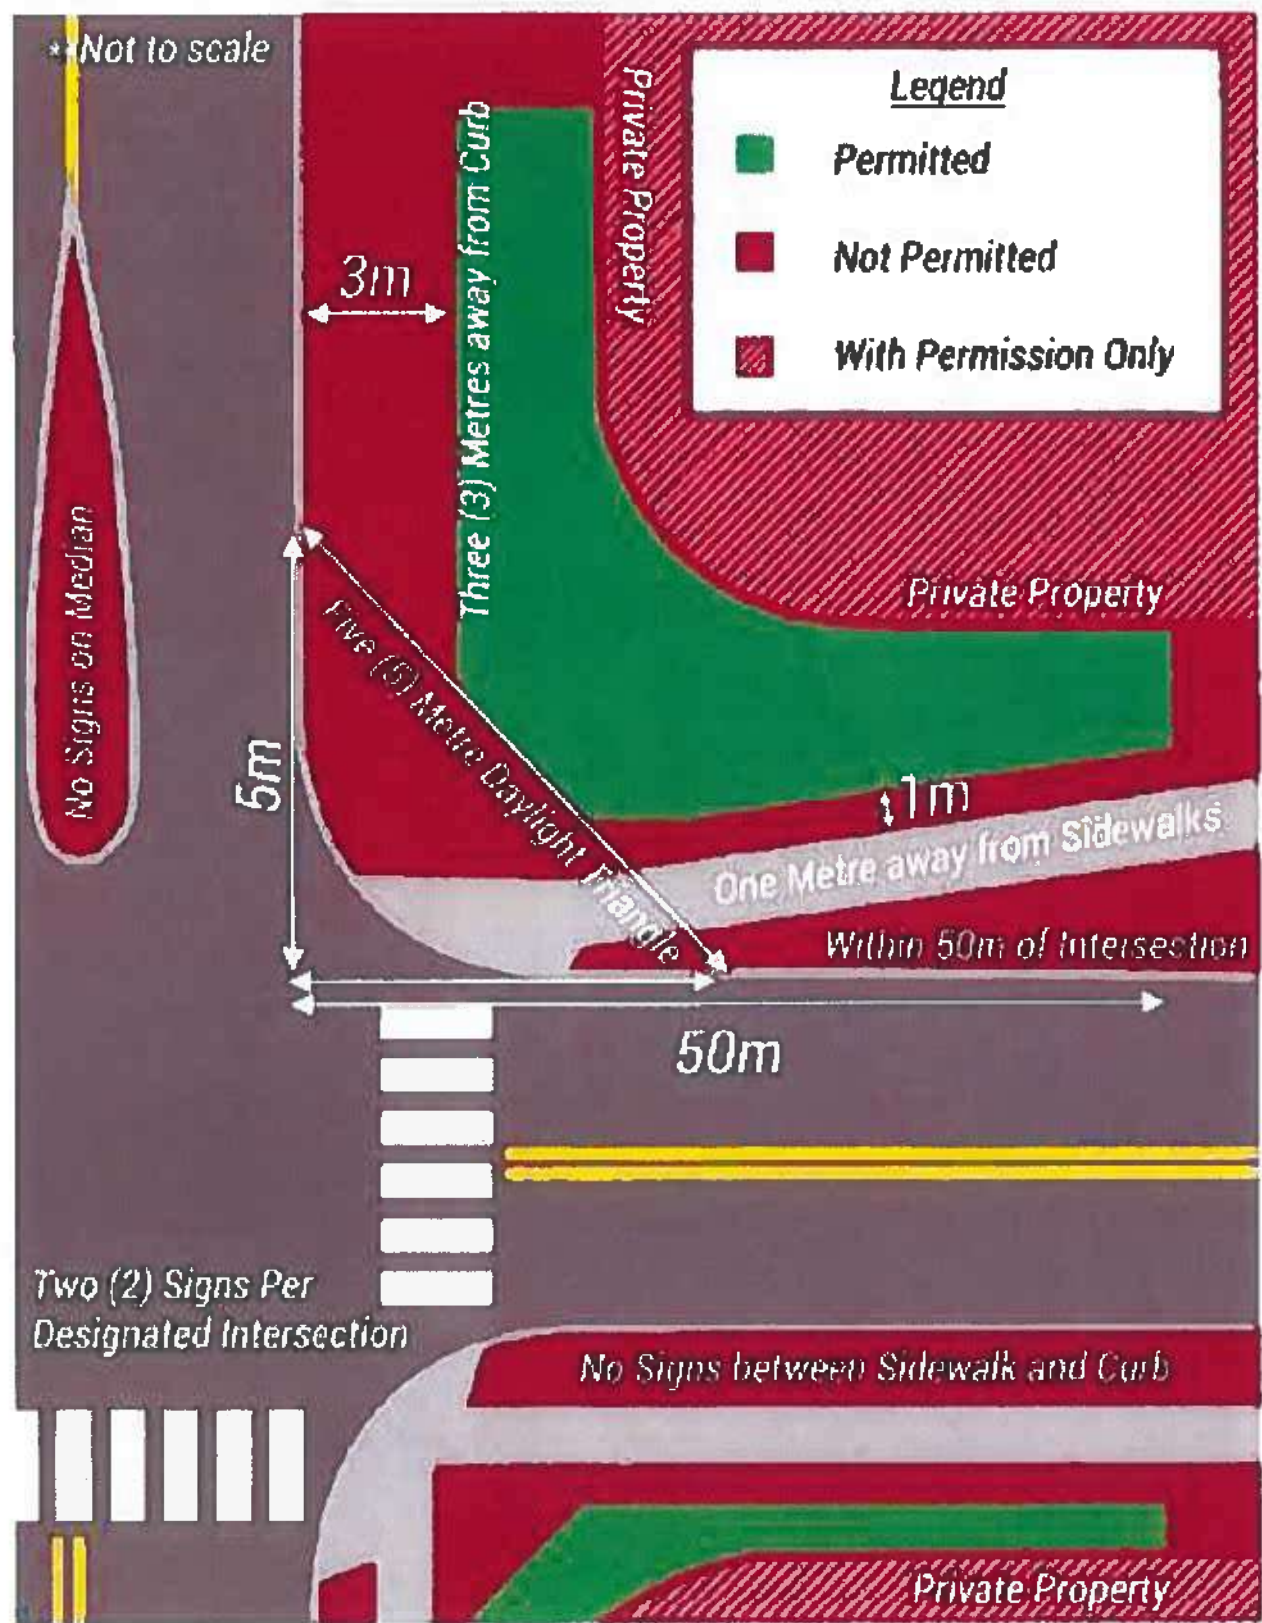 **Not to scale
Legend
Permitted
Not Permitted
With Permission Only
Private Property
Three (3) Metres away from Curb
3m
No Signs on Median
Private Property
Five (5) Metre Daylight Triangle
5m
1m
One Metre away from Sidewalks
Within 50m of Intersection
50m
Two (2) Signs Per
Designated Intersection
No Signs between Sidewalk and Curb
Private Property